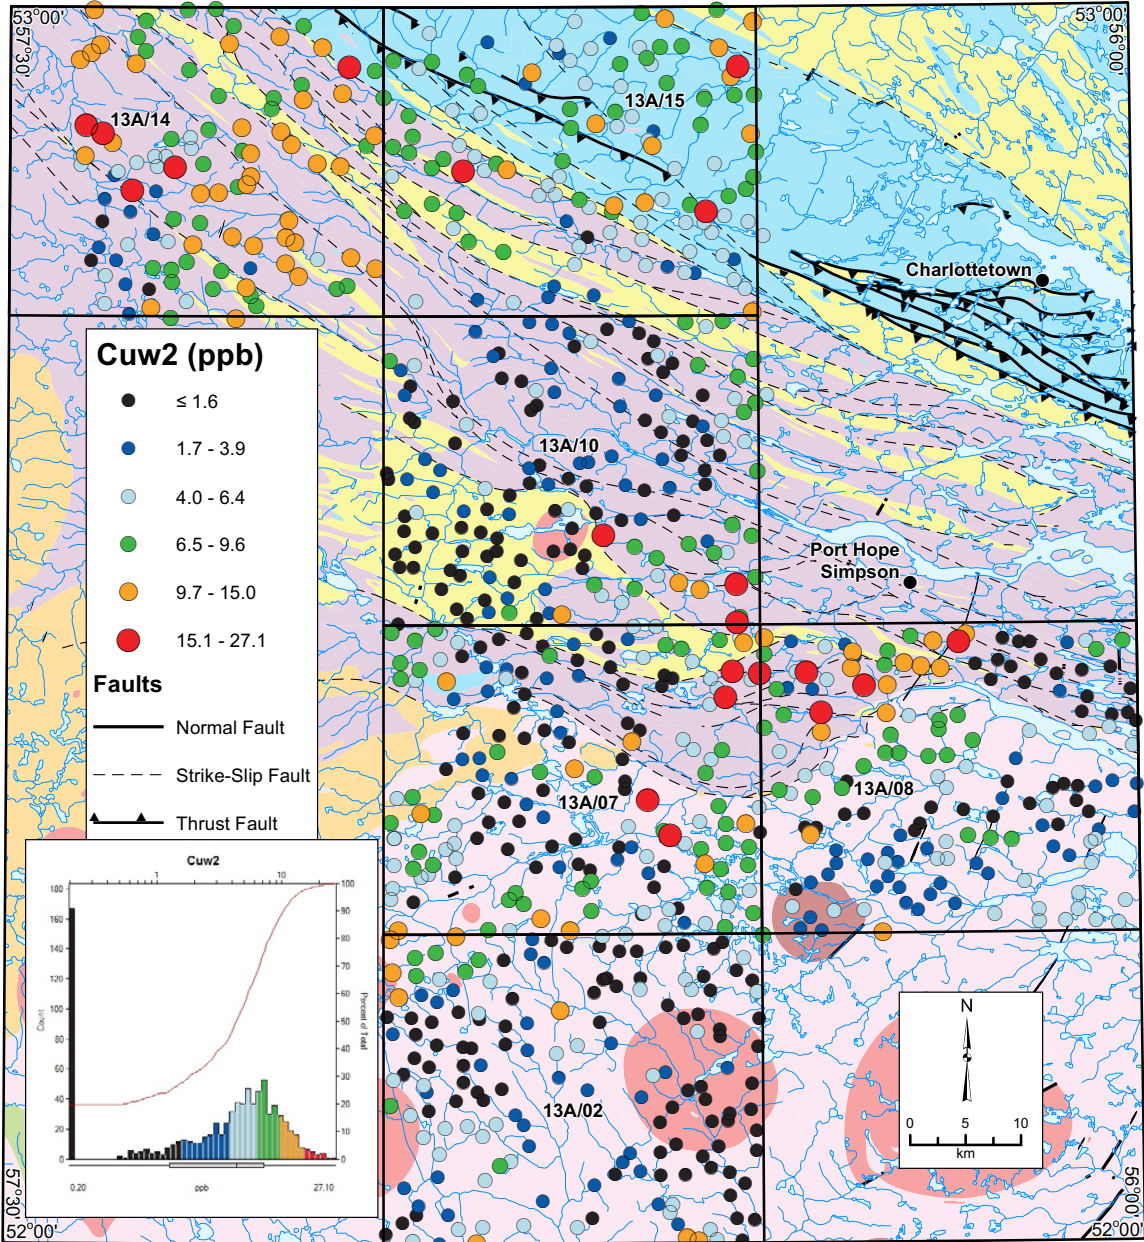 53°00'
57°30'
53°00'
56°00'
13A/14
13A/15
Charlottetown
Cuw2 (ppb)
≤ 1.6
1.7 - 3.9
4.0 - 6.4
6.5 - 9.6
9.7 - 15.0
15.1 - 27.1
Faults
Normal Fault
Strike-Slip Fault
Thrust Fault
13A/10
Port Hope
Simpson
13A/07
13A/08
Cuw2
1 10
180
160
140
120
100
80
60
40
20
0
Count
100
90
80
70
60
50
40
30
20
10
0
Percent of Total
0.20 ppb 27.10
13A/02
N
0 5 10
km
57°30'
52°00'
56°00'
52°00'